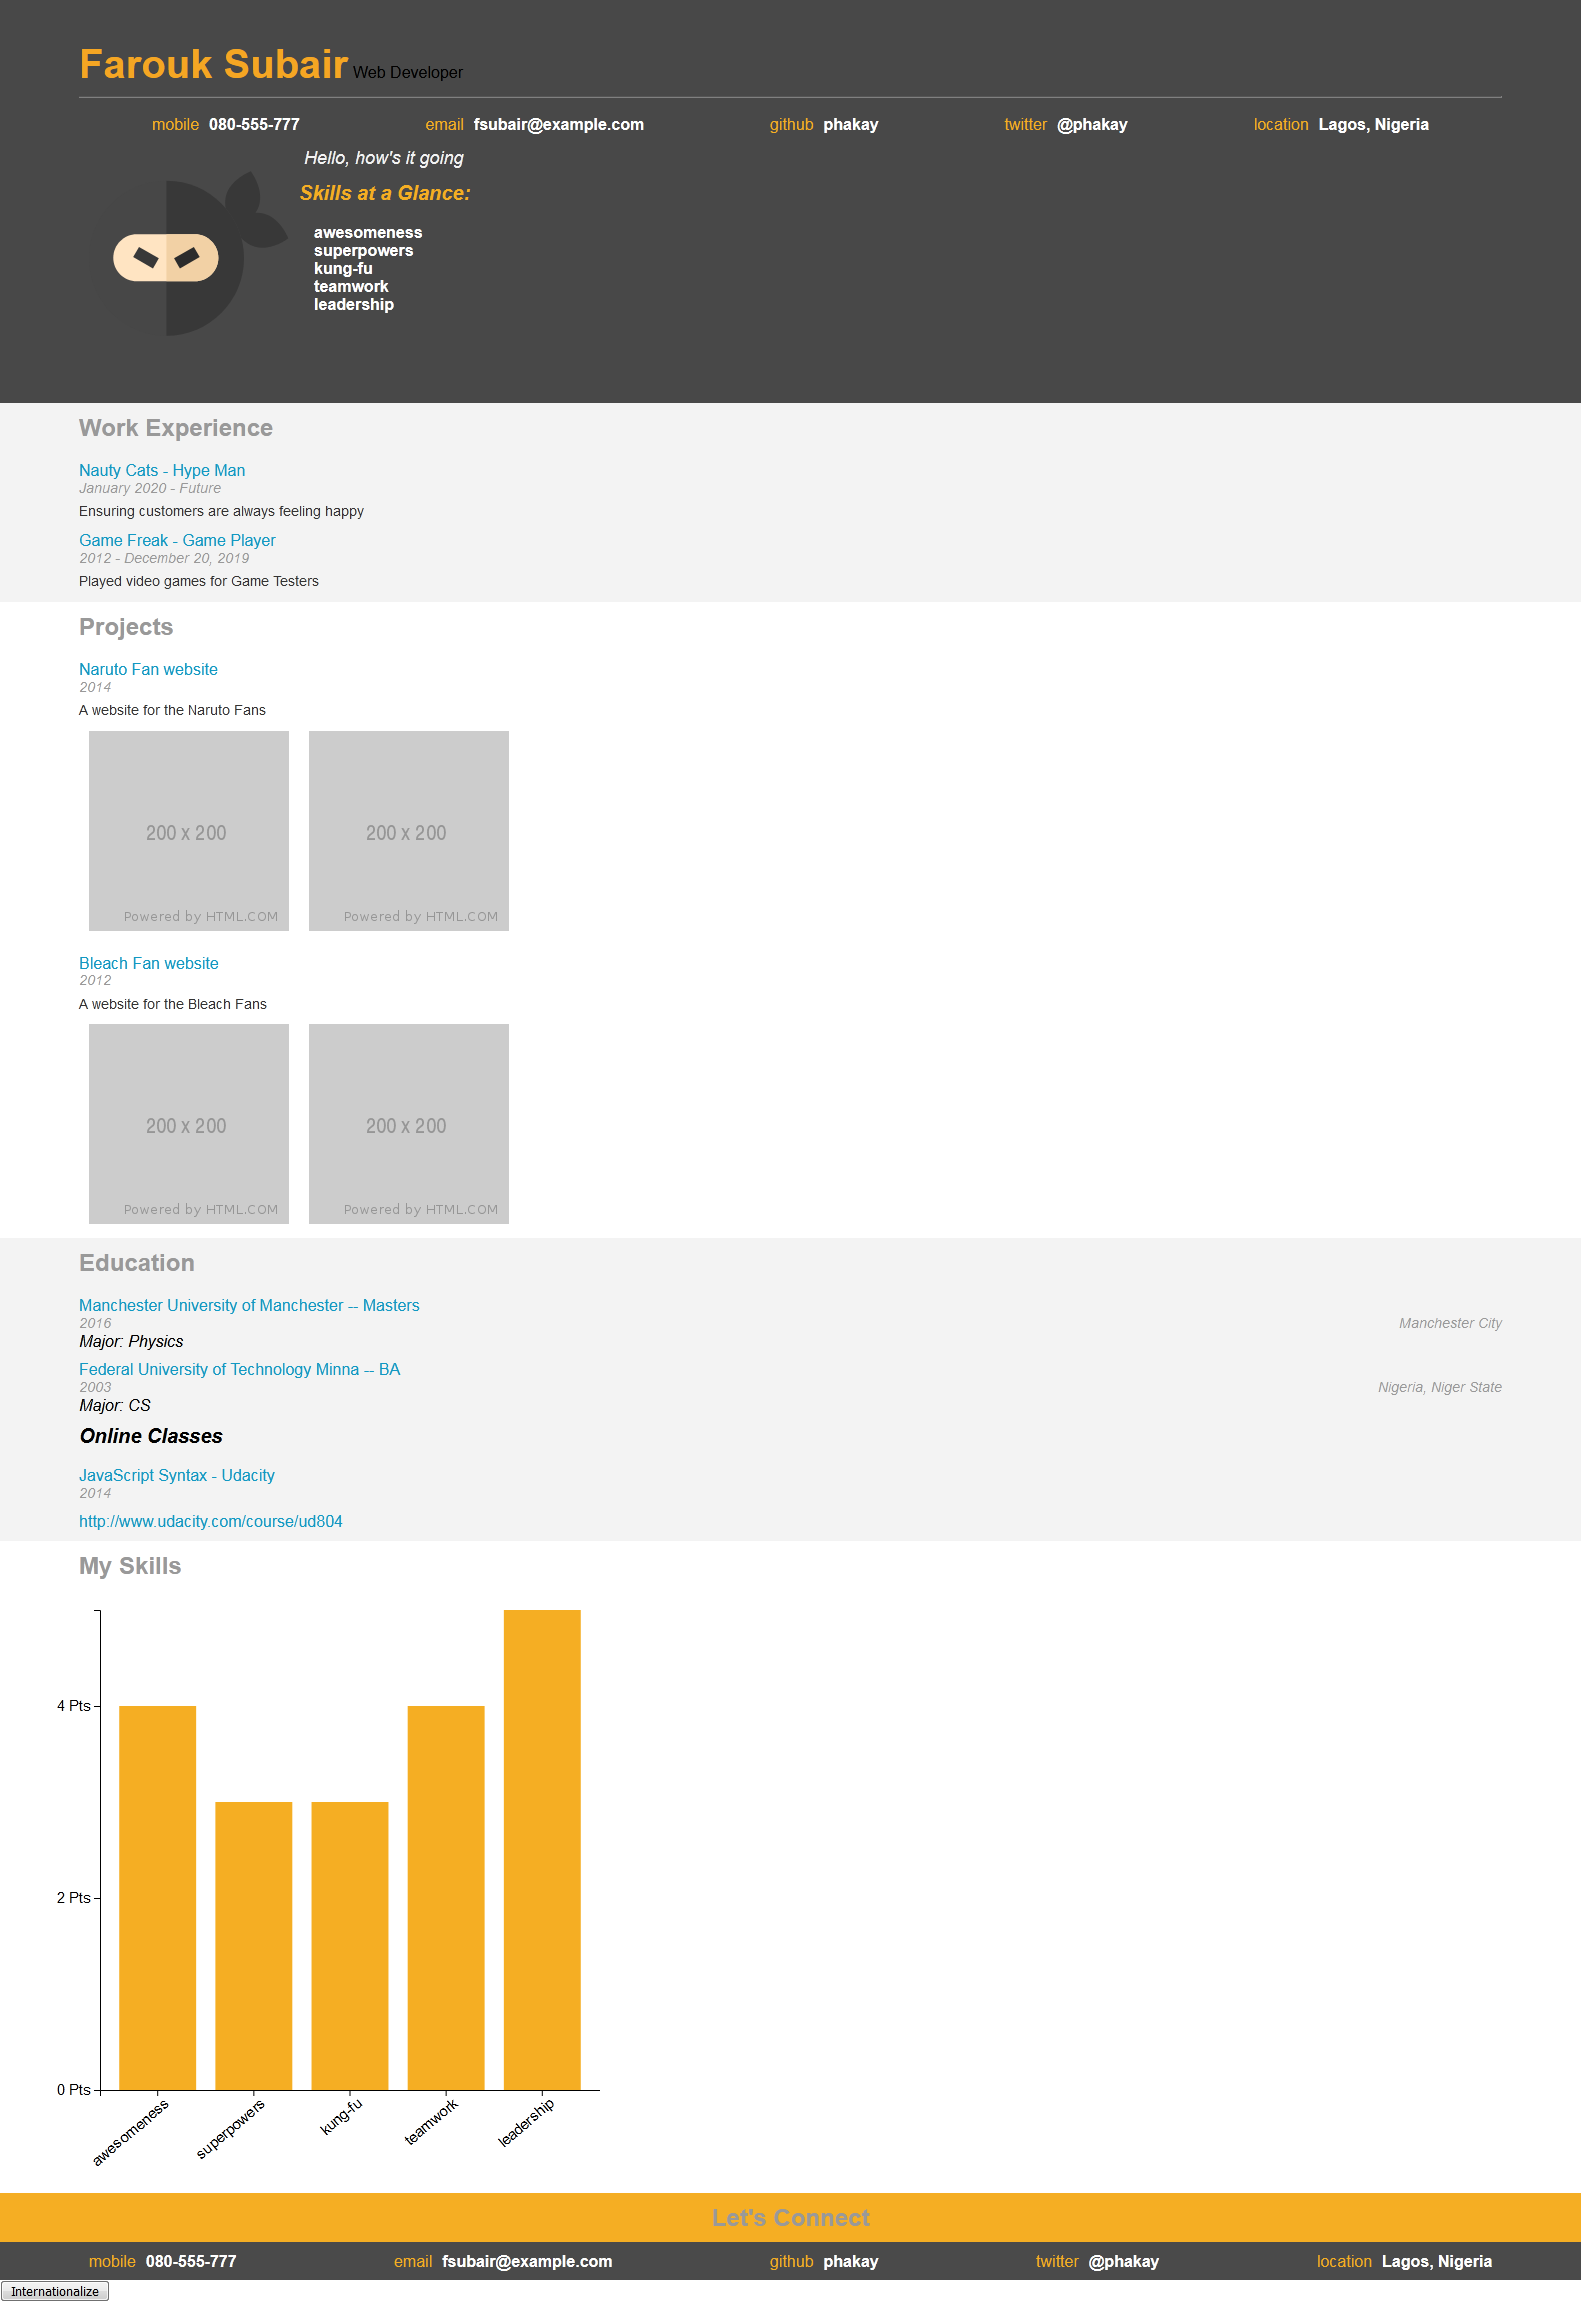 Farouk Subair Web Developer
mobile 080-555-777 email fsubair@example.com github phakay twitter @phakay location Lagos, Nigeria
Hello, how's it going
Skills at a Glance:
awesomeness
superpowers
kung-fu
teamwork
leadership
Work Experience
Nauty Cats - Hype Man
January 2020 - Future
Ensuring customers are always feeling happy
Game Freak - Game Player
2012 - December 20, 2019
Played video games for Game Testers
Projects
Naruto Fan website
2014
A website for the Naruto Fans
200 x 200 200 x 200
Powered by HTML.COM Powered by HTML.COM
Bleach Fan website
2012
A website for the Bleach Fans
200 x 200 200 x 200
Powered by HTML.COM Powered by HTML.COM
Education
Manchester University of Manchester -- Masters
2016 Manchester City
Major: Physics
Federal University of Technology Minna -- BA
2003 Nigeria, Niger State
Major: CS
Online Classes
JavaScript Syntax - Udacity
2014
http://www.udacity.com/course/ud804
My Skills
4 Pts
2 Pts
0 Pts
awesomeness superpowers kung-fu teamwork leadership
Let's Connect
mobile 080-555-777 email fsubair@example.com github phakay twitter @phakay location Lagos, Nigeria
Internationalize